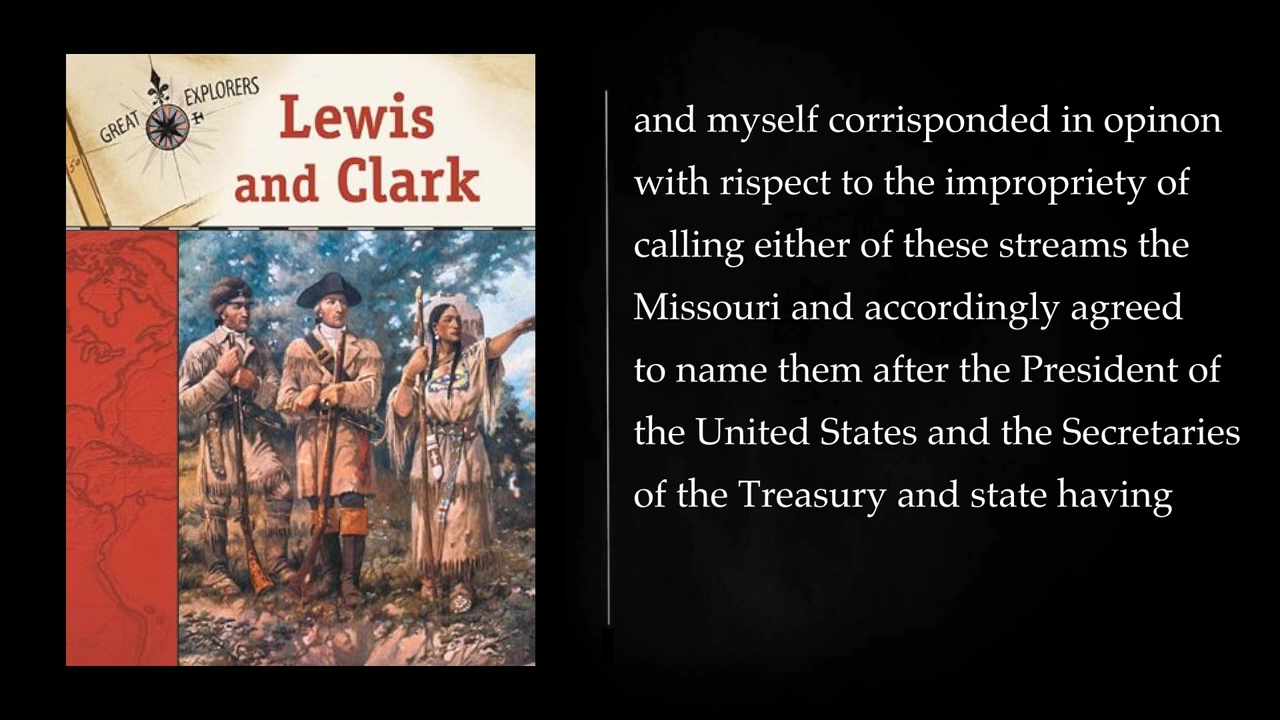 GREAT EXPLORERS
Lewis
and Clark
50
and myself corrisponded in opinon
with rispect to the impropriety of
calling either of these streams the
Missouri and accordingly agreed
to name them after the President of
the United States and the Secretaries
of the Treasury and state having